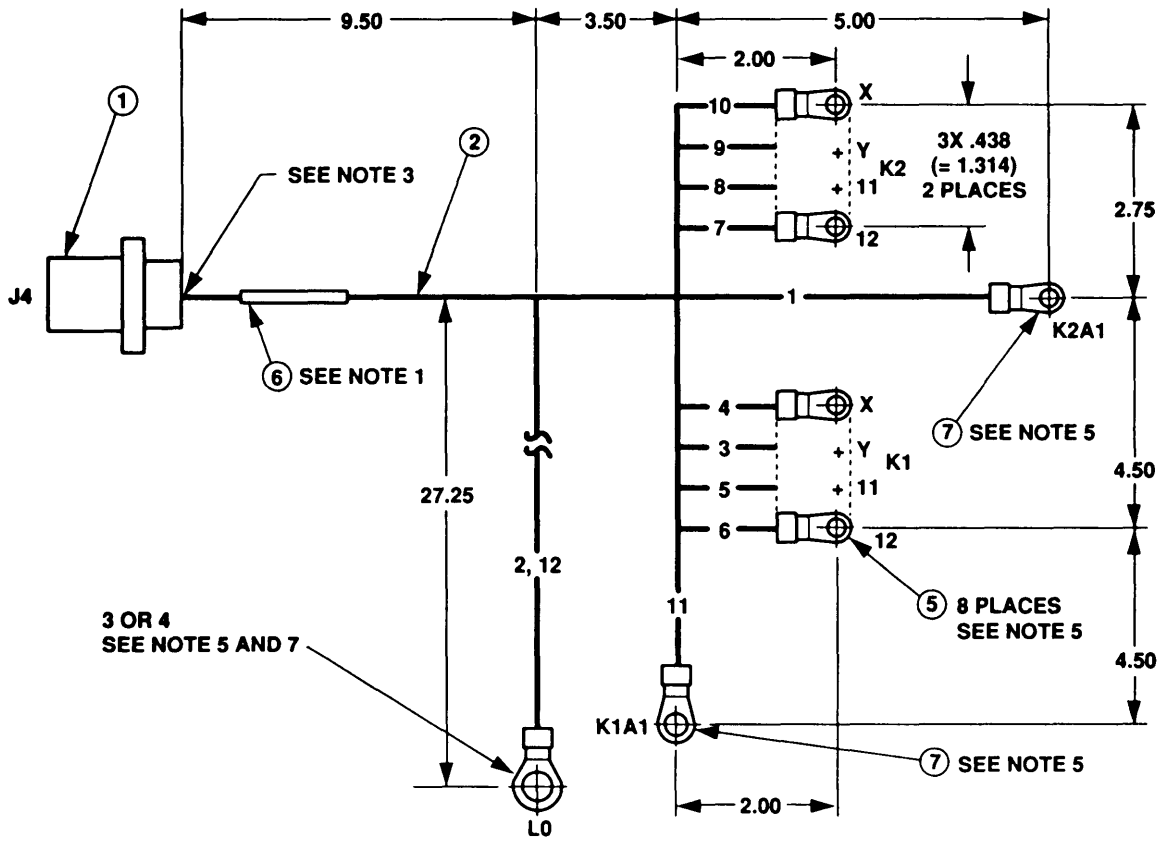 9.50
3.50
5.00
2.00
1
10
X
2
9
Y
K2
3X .438
(= 1.314)
2 PLACES
SEE NOTE 3
8
11
2.75
7
12
J4
1
K2A1
6 SEE NOTE 1
4
X
7 SEE NOTE 5
3
Y
K1
4.50
27.25
5
11
6
12
2, 12
11
5 8 PLACES
SEE NOTE 5
3 OR 4
SEE NOTE 5 AND 7
4.50
K1A1
7 SEE NOTE 5
2.00
L0